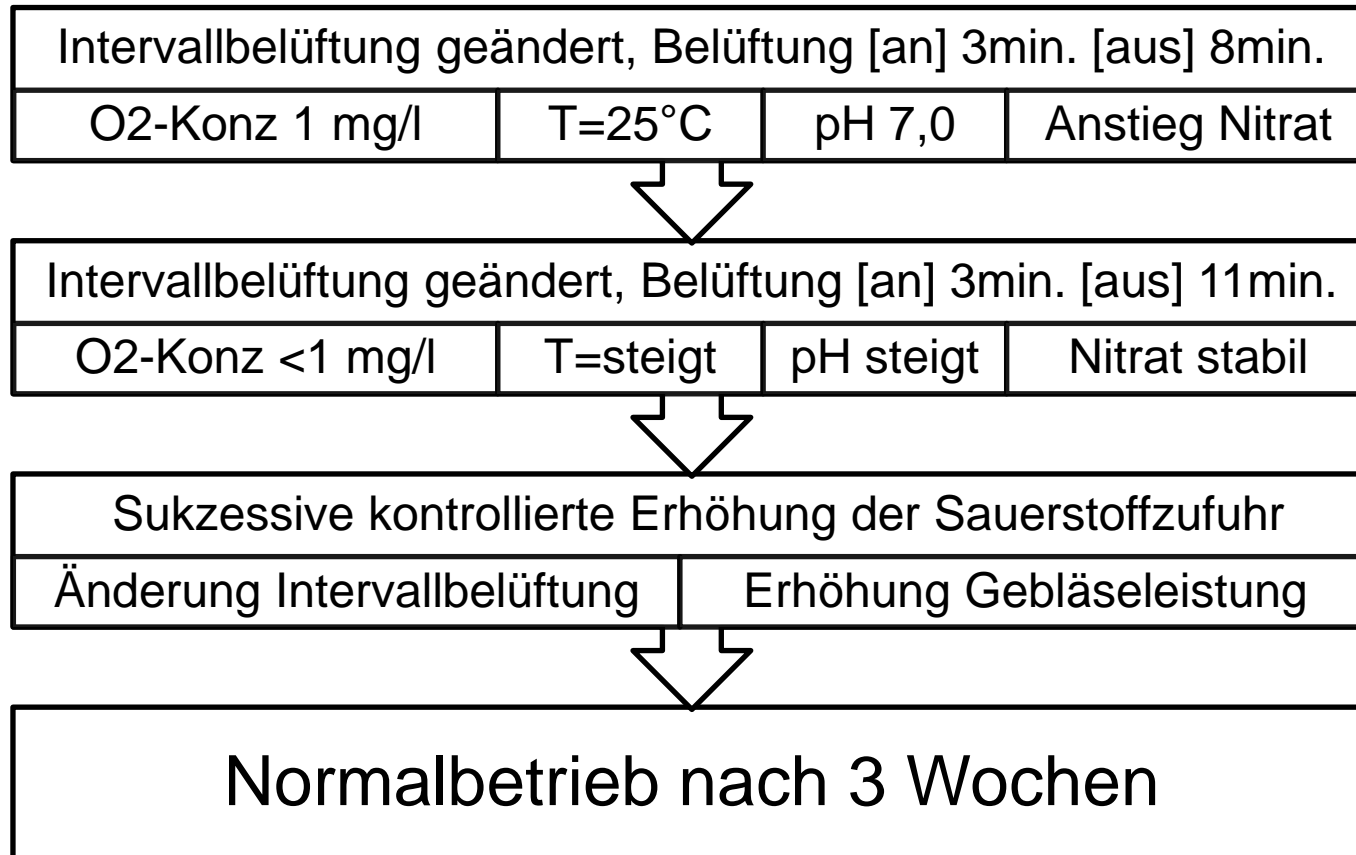 Intervallbelüftung geändert, Belüftung [an] 3min. [aus] 8min.
O2-Konz 1 mg/l T=25°C pH 7,0 Anstieg Nitrat
Intervallbelüftung geändert, Belüftung [an] 3min. [aus] 11min.
O2-Konz <1 mg/l T=steigt pH steigt Nitrat stabil
Sukzessive kontrollierte Erhöhung der Sauerstoffzufuhr
Änderung Intervallbelüftung Erhöhung Gebläseleistung
Normalbetrieb nach 3 Wochen